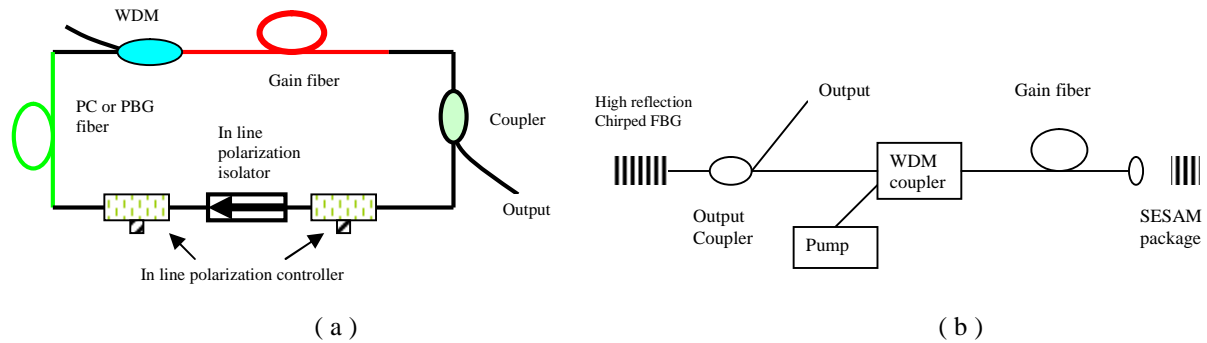 WDM
Gain fiber
PC or PBG
fiber
In line
polarization
isolator
Coupler
Output
In line polarization controller
( a )
High reflection
Chirped FBG
Output
Gain fiber
WDM
coupler
Output
Coupler
Pump
SESAM
package
( b )